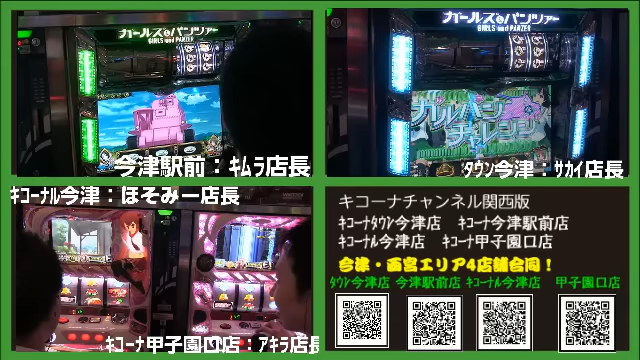 ガールズ&パンツァー
GIRLS und PANZER
今津駅前：ｷﾑﾗ店長
ガールズ&パンツァー
GIRLS und PANZER
ガルパンチャレンジ
ﾀｳﾝ今津：ｻｶｲ店長
ｷｺｰﾅﾙ今津：ほそみー店長
ｷｺｰﾅ甲子園口店：ｱｷﾗ店長
キコーナチャンネル関西版
ｷｺｰﾅﾀｳﾝ今津店　ｷｺｰﾅ今津駅前店
ｷｺｰﾅﾙ今津店　ｷｺｰﾅ甲子園口店
今津・西宮エリア4店舗合同！
ﾀｳﾝ今津店 今津駅前店 ｷｺｰﾅﾙ今津店　甲子園口店